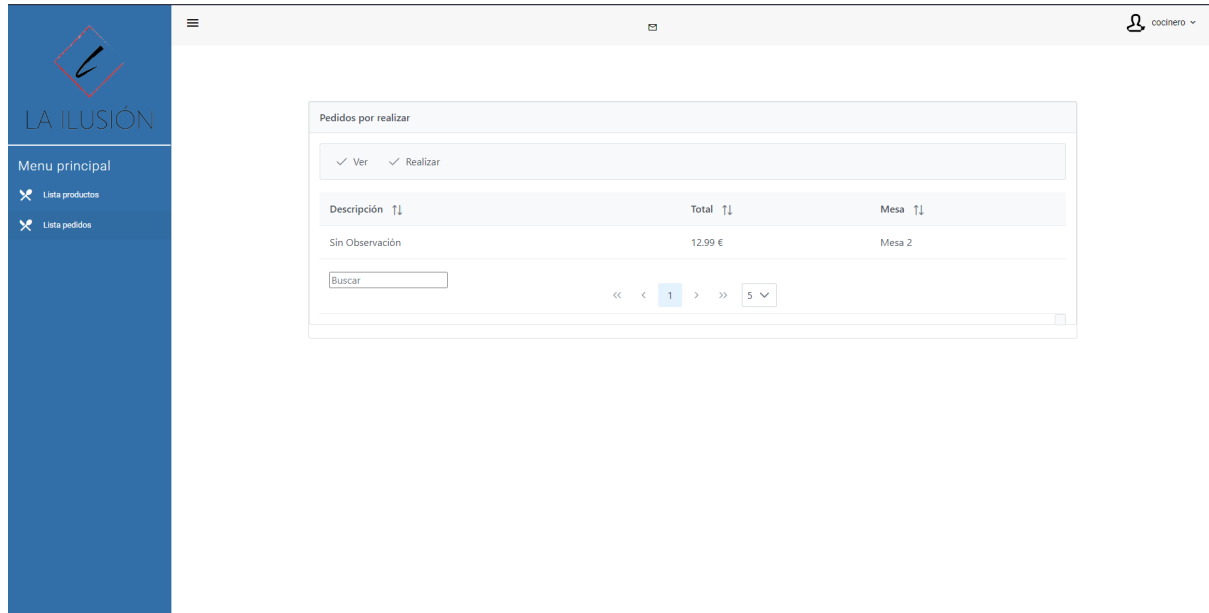 cocinero
LA ILUSIÓN
Menu principal
Lista productos
Lista pedidos
Pedidos por realizar
Ver Realizar
Descripción Total Mesa
Sin Observación 12.99 € Mesa 2
Buscar
1 5